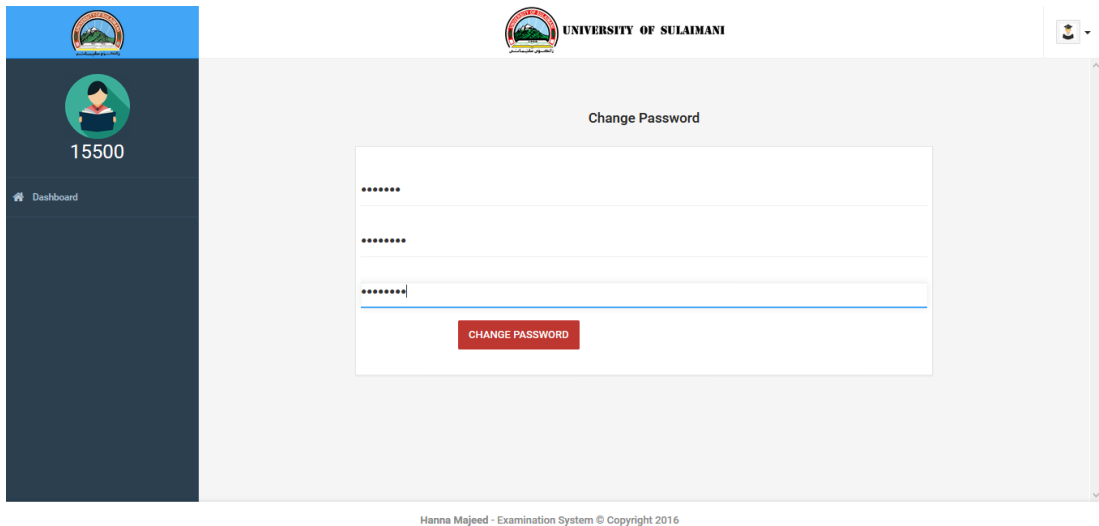 UNIVERSITY OF SULAIMANI
15500
Dashboard
Change Password
•••••••
••••••••
••••••••
CHANGE PASSWORD
Hanna Majeed - Examination System © Copyright 2016